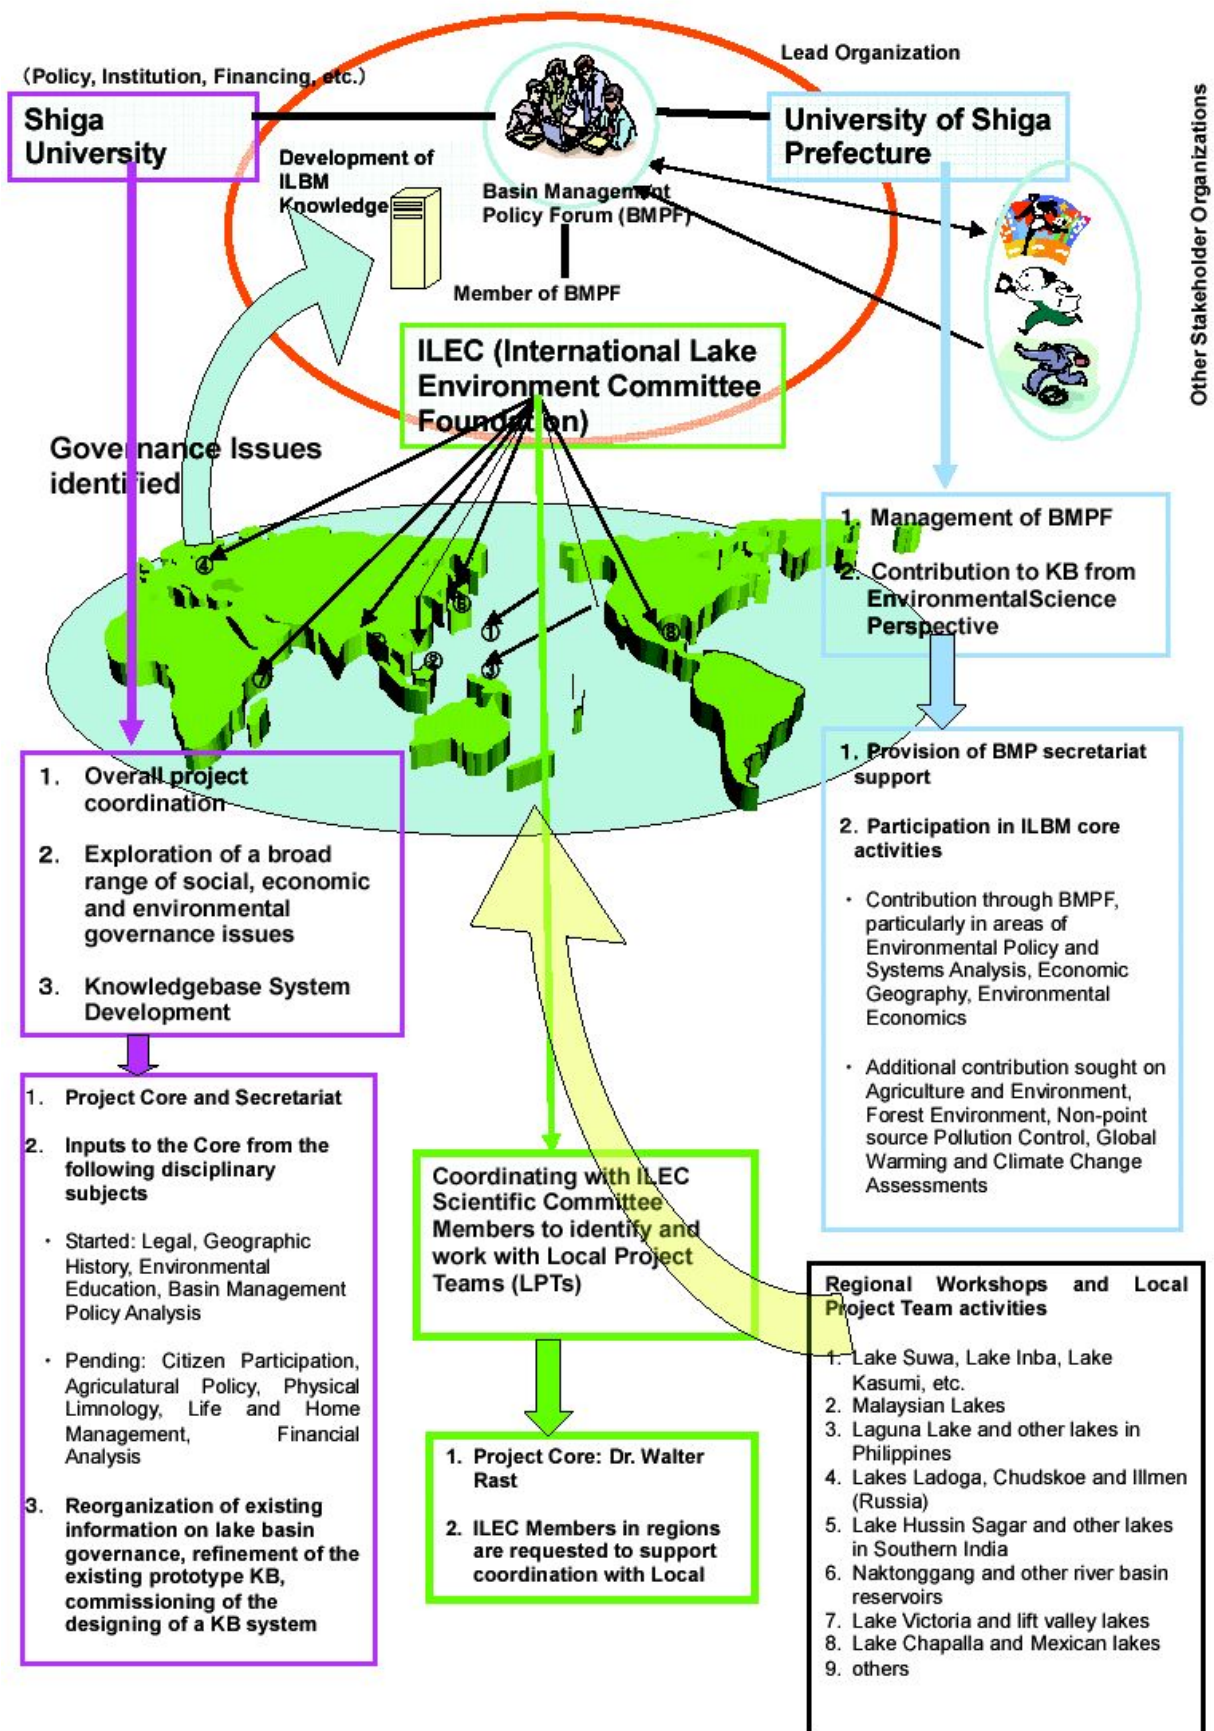 Lead Organization
(Policy, Institution, Financing, etc.)
Shiga
University
University of Shiga
Prefecture
Other Stakeholder Organizations
Development of
ILBM
Knowledge
Basin Management
Policy Forum (BMPF)
Member of BMPF
ILEC (International Lake
Environment Committee
Foundation)
Governance Issues
identified
④
⑦
⑥
①
②
③
⑧
1. Management of BMPF
2. Contribution to KB from
EnvironmentalScience
Perspective
1. Overall project
coordination
2. Exploration of a broad
range of social, economic
and environmental
governance issues
3. Knowledgebase System
Development
1. Provision of BMP secretariat
support
2. Participation in ILBM core
activities
・ Contribution through BMPF,
particularly in areas of
Environmental Policy and
Systems Analysis, Economic
Geography, Environmental
Economics
・ Additional contribution sought on
Agriculture and Environment,
Forest Environment, Non-point
source Pollution Control, Global
Warming and Climate Change
Assessments
1. Project Core and Secretariat
2. Inputs to the Core from the
following disciplinary
subjects
・ Started: Legal, Geographic
History, Environmental
Education, Basin Management
Policy Analysis
・ Pending: Citizen Participation,
Agriculatural Policy, Physical
Limnology, Life and Home
Management, Financial
Analysis
3. Reorganization of existing
information on lake basin
governance, refinement of the
existing prototype KB,
commissioning of the
designing of a KB system
Coordinating with ILEC
Scientific Committee
Members to identify and
work with Local Project
Teams (LPTs)
1. Project Core: Dr. Walter
Rast
2. ILEC Members in regions
are requested to support
coordination with Local
Regional Workshops and Local
Project Team activities
1. Lake Suwa, Lake Inba, Lake
Kasumi, etc.
2. Malaysian Lakes
3. Laguna Lake and other lakes in
Philippines
4. Lakes Ladoga, Chudskoe and Illmen
(Russia)
5. Lake Hussin Sagar and other lakes
in Southern India
6. Naktonggang and other river basin
reservoirs
7. Lake Victoria and lift valley lakes
8. Lake Chapalla and Mexican lakes
9. others